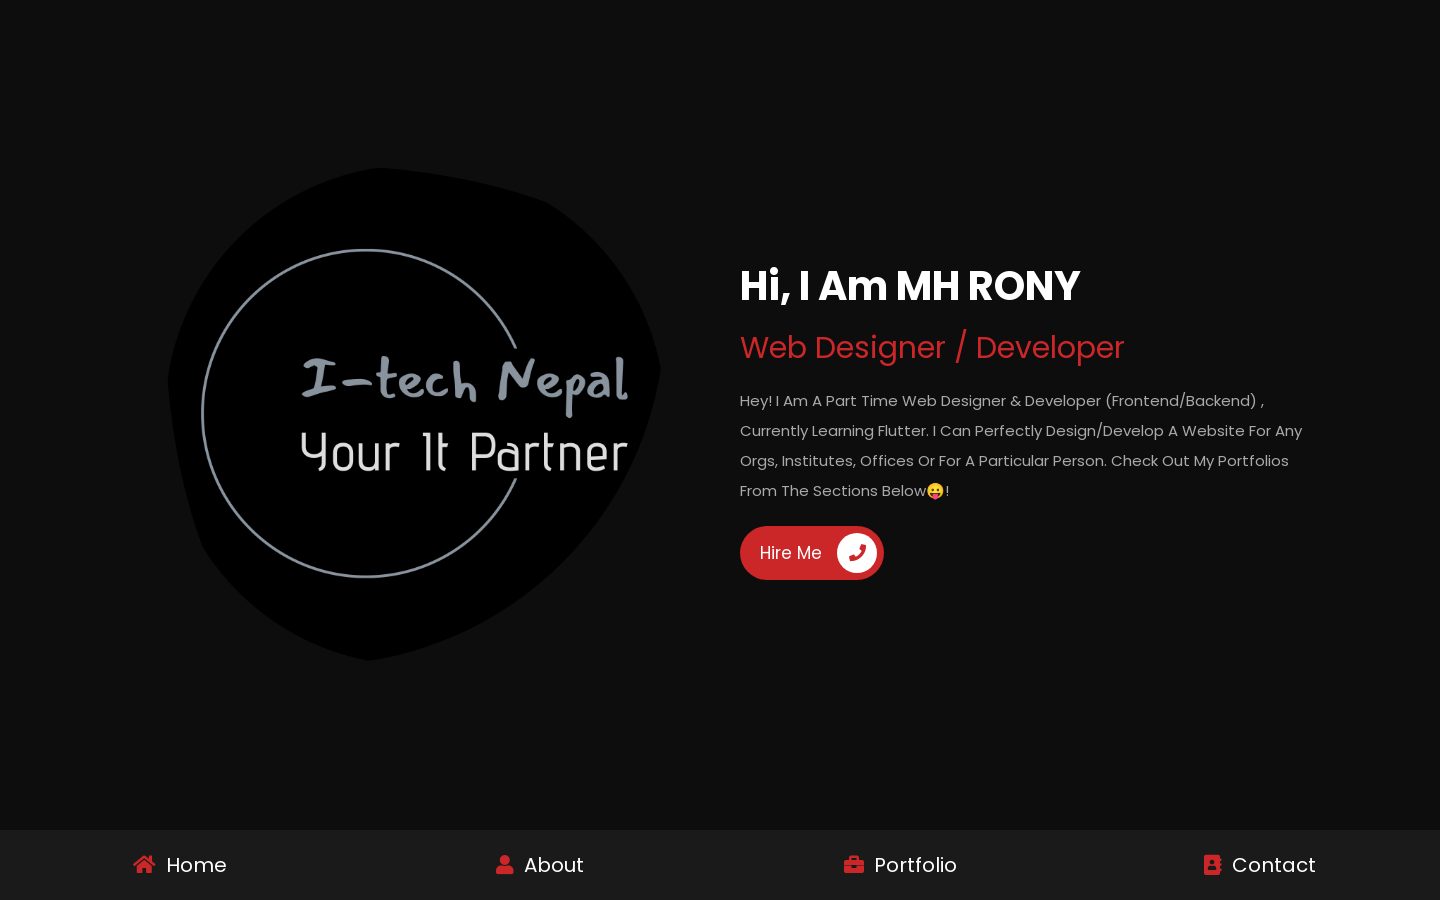 I-tech Nepal
Your It Partner
Hi, I Am MH RONY
Web Designer / Developer
Hey! I Am A Part Time Web Designer & Developer (Frontend/Backend) ,
Currently Learning Flutter. I Can Perfectly Design/Develop A Website For Any
Orgs, Institutes, Offices Or For A Particular Person. Check Out My Portfolios
From The Sections Below😛!
Hire Me
Home
About
Portfolio
Contact